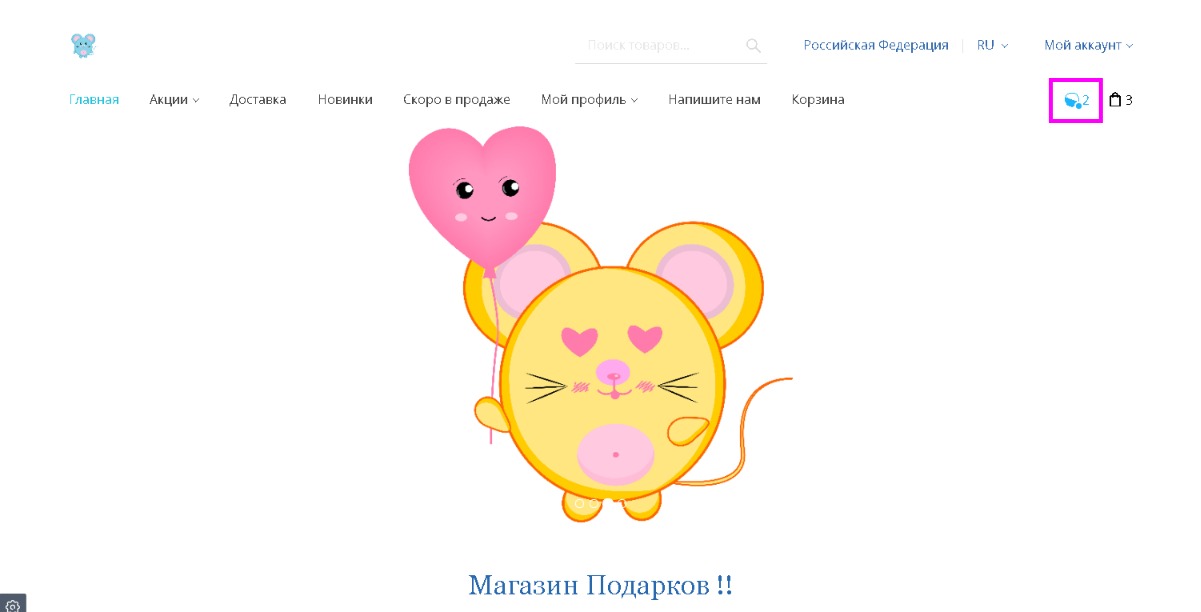 Поиск товаров...
Российская Федерация
RU
Мой аккаунт
Главная
Акции
Доставка
Новинки
Скоро в продаже
Мой профиль
Напишите нам
Корзина
2
3
Магазин Подарков !!